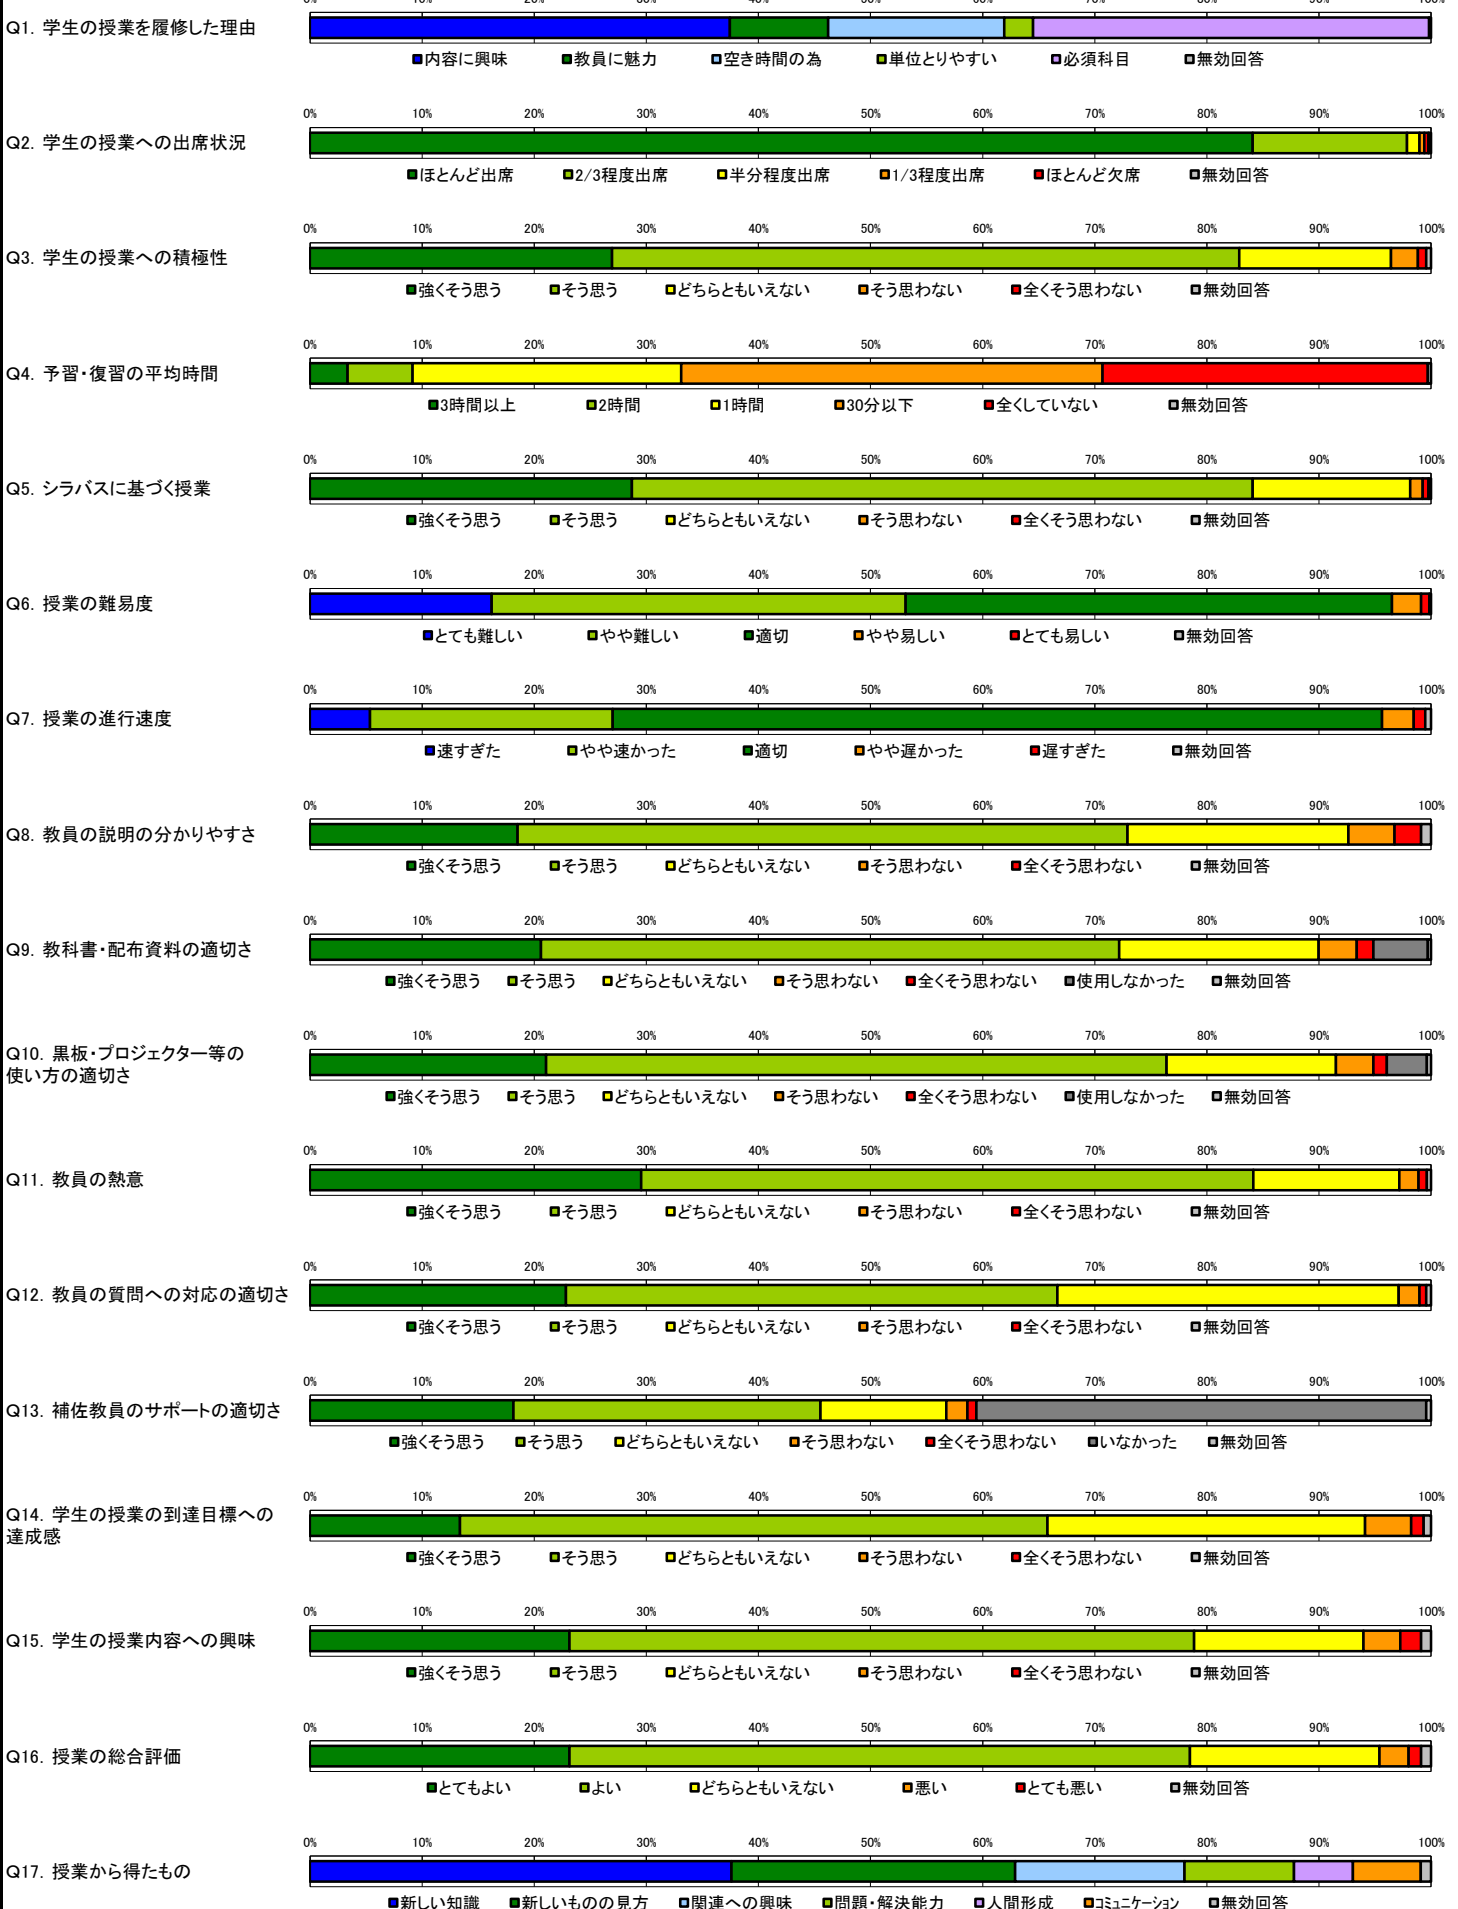 0% 10% 20% 30% 40% 50% 60% 70% 80% 90% 100%
Q1. 学生の授業を履修した理由
内容に興味 教員に魅力 空き時間の為 単位とりやすい 必須科目 無効回答
0% 10% 20% 30% 40% 50% 60% 70% 80% 90% 100%
Q2. 学生の授業への出席状況
ほとんど出席 2/3程度出席 半分程度出席 1/3程度出席 ほとんど欠席 無効回答
0% 10% 20% 30% 40% 50% 60% 70% 80% 90% 100%
Q3. 学生の授業への積極性
強くそう思う そう思う どちらともいえない そう思わない 全くそう思わない 無効回答
0% 10% 20% 30% 40% 50% 60% 70% 80% 90% 100%
Q4. 予習・復習の平均時間
3時間以上 2時間 1時間 30分以下 全くしていない 無効回答
0% 10% 20% 30% 40% 50% 60% 70% 80% 90% 100%
Q5. シラバスに基づく授業
強くそう思う そう思う どちらともいえない そう思わない 全くそう思わない 無効回答
0% 10% 20% 30% 40% 50% 60% 70% 80% 90% 100%
Q6. 授業の難易度
とても難しい やや難しい 適切 やや易しい とても易しい 無効回答
0% 10% 20% 30% 40% 50% 60% 70% 80% 90% 100%
Q7. 授業の進行速度
速すぎた やや速かった 適切 やや遅かった 遅すぎた 無効回答
0% 10% 20% 30% 40% 50% 60% 70% 80% 90% 100%
Q8. 教員の説明の分かりやすさ
強くそう思う そう思う どちらともいえない そう思わない 全くそう思わない 無効回答
0% 10% 20% 30% 40% 50% 60% 70% 80% 90% 100%
Q9. 教科書・配布資料の適切さ
強くそう思う そう思う どちらともいえない そう思わない 全くそう思わない 使用しなかった 無効回答
0% 10% 20% 30% 40% 50% 60% 70% 80% 90% 100%
Q10. 黒板・プロジェクター等の
使い方の適切さ
強くそう思う そう思う どちらともいえない そう思わない 全くそう思わない 使用しなかった 無効回答
0% 10% 20% 30% 40% 50% 60% 70% 80% 90% 100%
Q11. 教員の熱意
強くそう思う そう思う どちらともいえない そう思わない 全くそう思わない 無効回答
0% 10% 20% 30% 40% 50% 60% 70% 80% 90% 100%
Q12. 教員の質問への対応の適切さ
強くそう思う そう思う どちらともいえない そう思わない 全くそう思わない 無効回答
0% 10% 20% 30% 40% 50% 60% 70% 80% 90% 100%
Q13. 補佐教員のサポートの適切さ
強くそう思う そう思う どちらともいえない そう思わない 全くそう思わない いなかった 無効回答
0% 10% 20% 30% 40% 50% 60% 70% 80% 90% 100%
Q14. 学生の授業の到達目標への
達成感
強くそう思う そう思う どちらともいえない そう思わない 全くそう思わない 無効回答
0% 10% 20% 30% 40% 50% 60% 70% 80% 90% 100%
Q15. 学生の授業内容への興味
強くそう思う そう思う どちらともいえない そう思わない 全くそう思わない 無効回答
0% 10% 20% 30% 40% 50% 60% 70% 80% 90% 100%
Q16. 授業の総合評価
とてもよい よい どちらともいえない 悪い とても悪い 無効回答
0% 10% 20% 30% 40% 50% 60% 70% 80% 90% 100%
Q17. 授業から得たもの
新しい知識 新しいものの見方 関連への興味 問題・解決能力 人間形成 コミュニケーション 無効回答